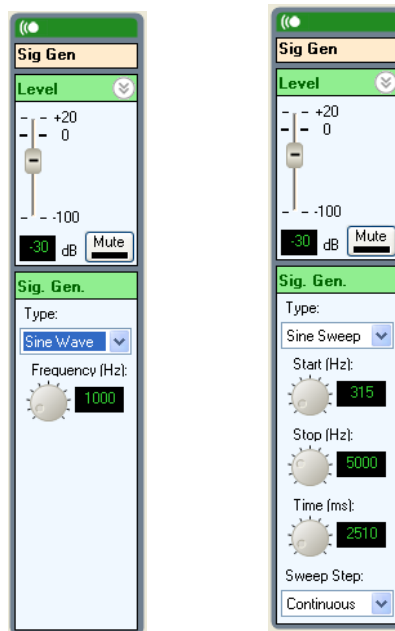 Sig Gen
Level
+20
0
-100
-30 dB Mute
Sig. Gen.
Type:
Sine Wave
Frequency (Hz):
1000
Sig Gen
Level
+20
0
-100
-30 dB Mute
Sig. Gen.
Type:
Sine Sweep
Start (Hz):
315
Stop (Hz):
5000
Time (ms):
2510
Sweep Step:
Continuous